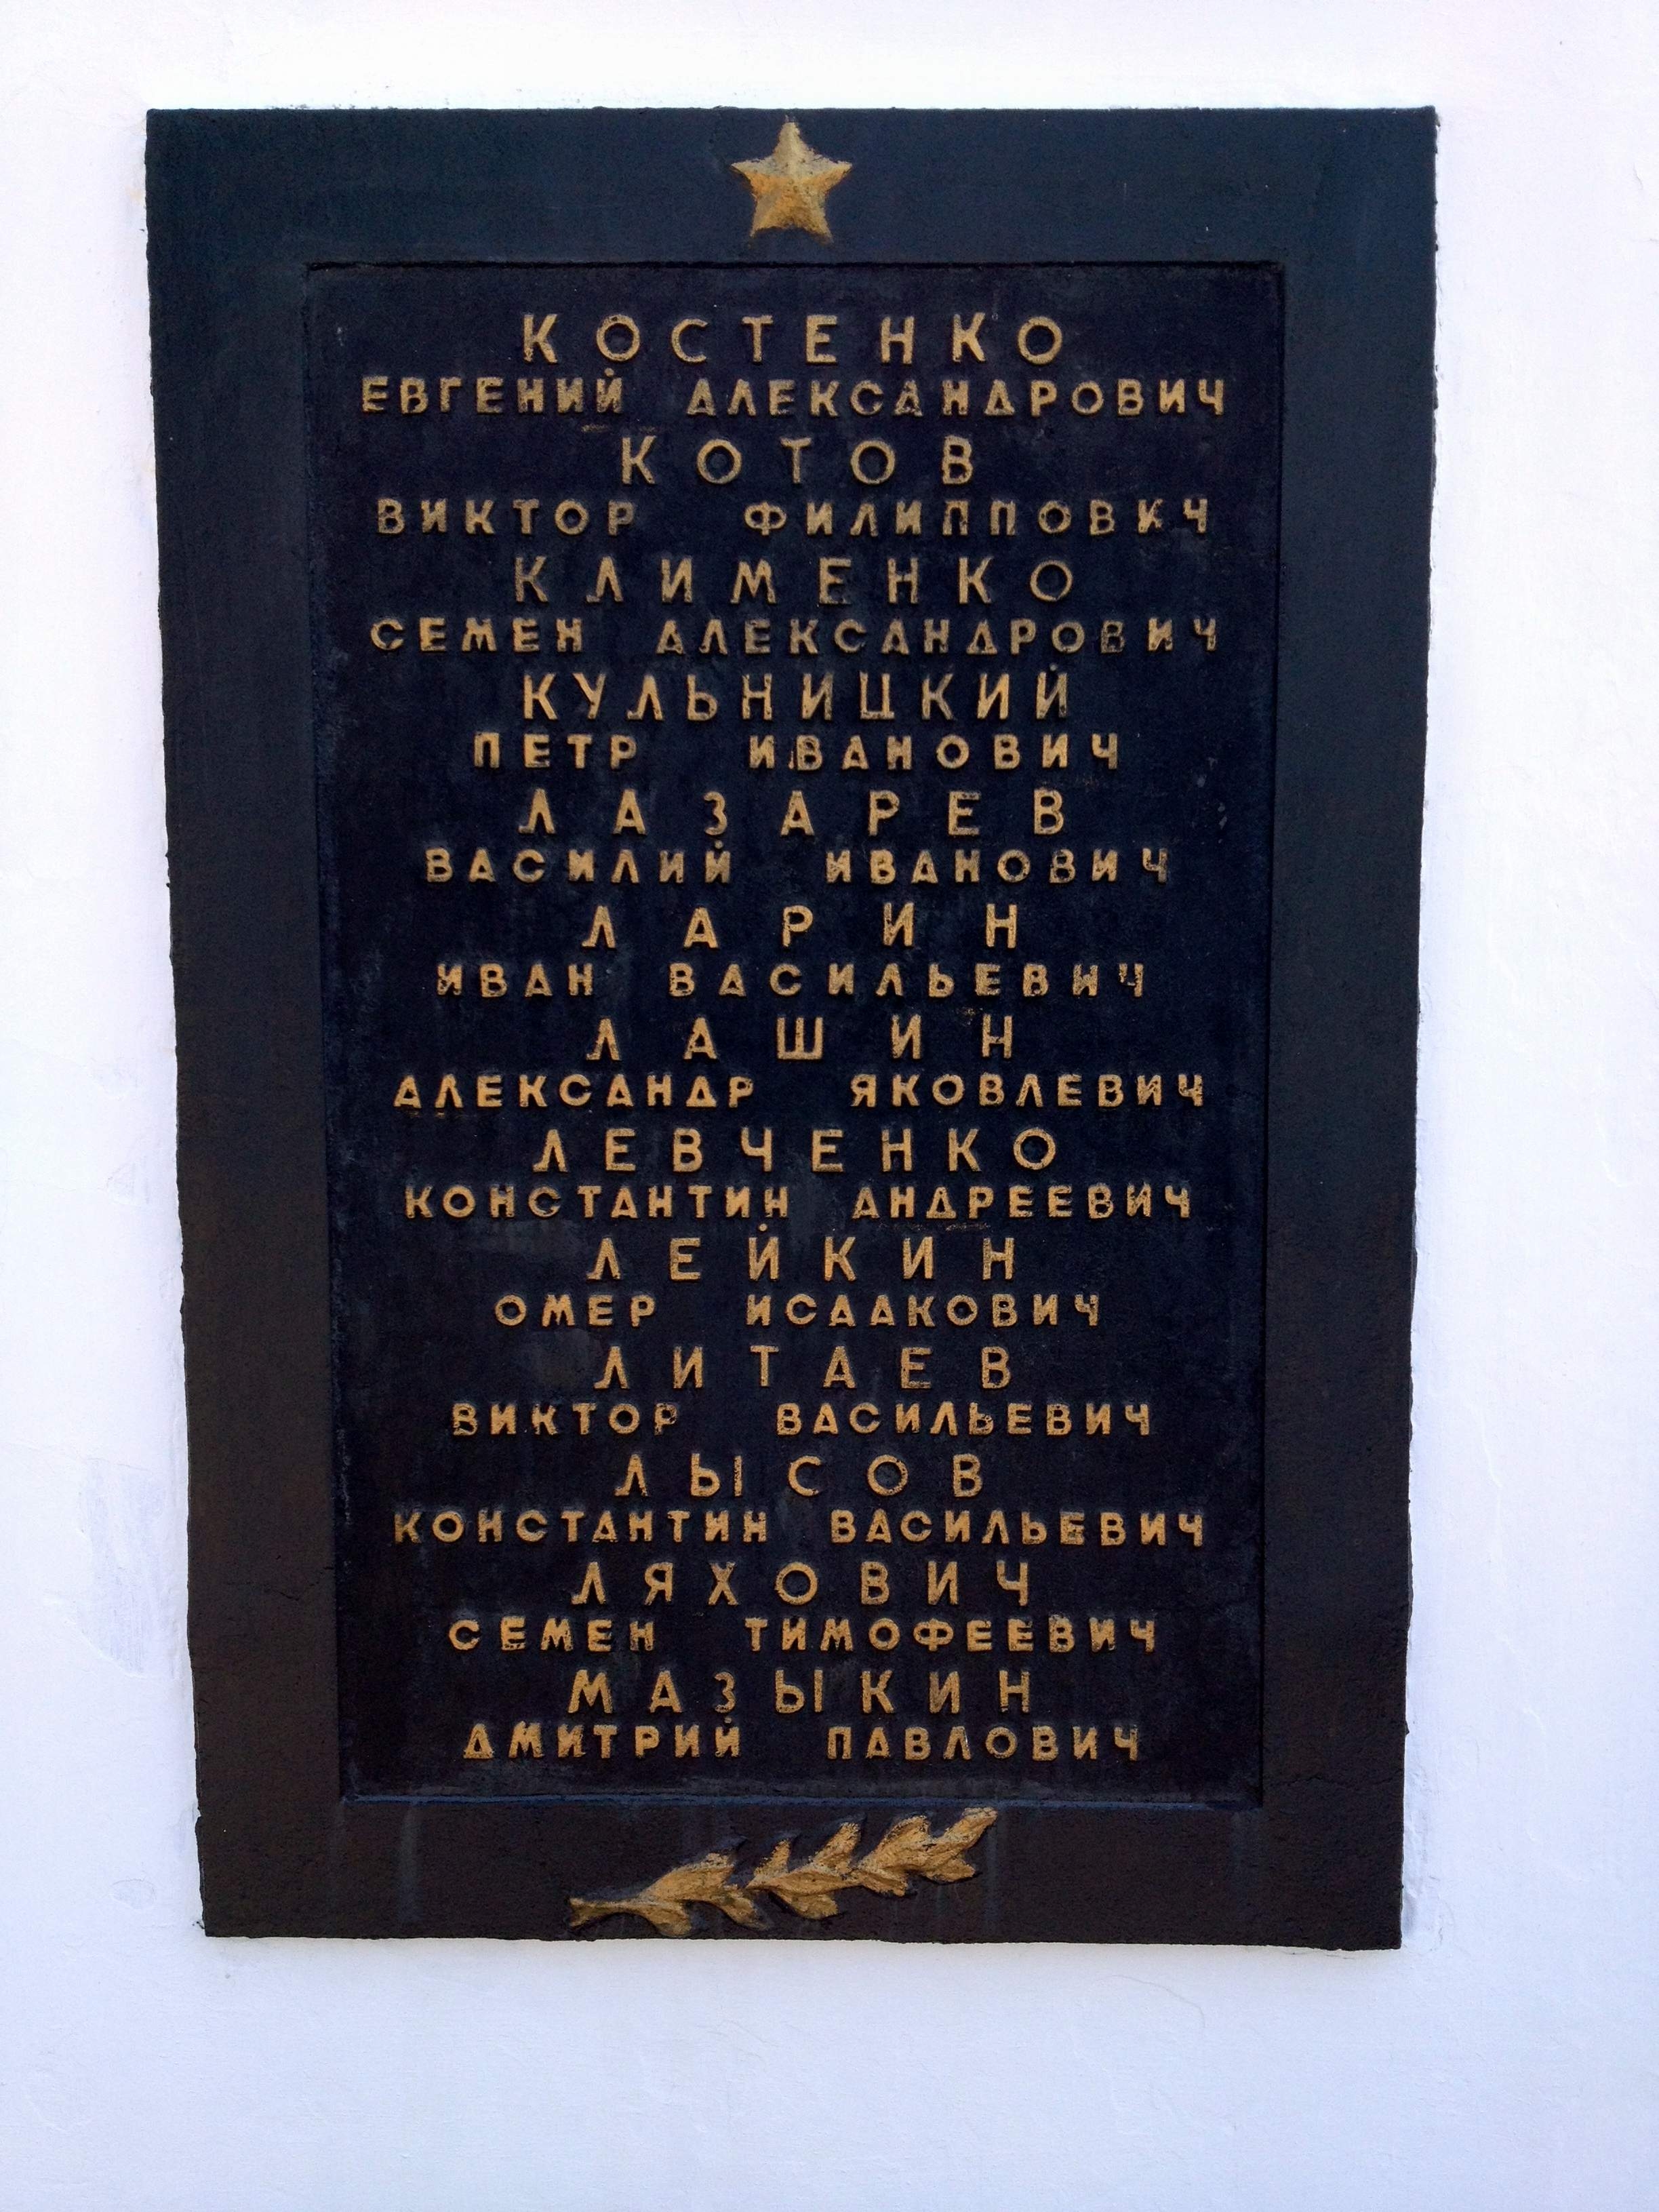 КОСТЕНКО
ЕВГЕНИЙ АЛЕКСАНДРОВИЧ
КОТОВ
ВИКТОР ФИЛИППОВИЧ
КЛИМЕНКО
СЕМЕН АЛЕКСАНДРОВИЧ
КУЛЬНИЦКИЙ
ПЕТР ИВАНОВИЧ
ЛАЗАРЕВ
ВАСИЛИЙ ИВАНОВИЧ
ЛАРИН
ИВАН ВАСИЛЬЕВИЧ
ЛАШИН
АЛЕКСАНДР ЯКОВЛЕВИЧ
ЛЕВЧЕНКО
КОНСТАНТИН АНДРЕЕВИЧ
ЛЕЙКИН
ОМЕР ИСААКОВИЧ
ЛИТАЕВ
ВИКТОР ВАСИЛЬЕВИЧ
ЛЫСОВ
КОНСТАНТИН ВАСИЛЬЕВИЧ
ЛЯХОВИЧ
СЕМЕН ТИМОФЕЕВИЧ
МАЗЫКИН
ДМИТРИЙ ПАВЛОВИЧ